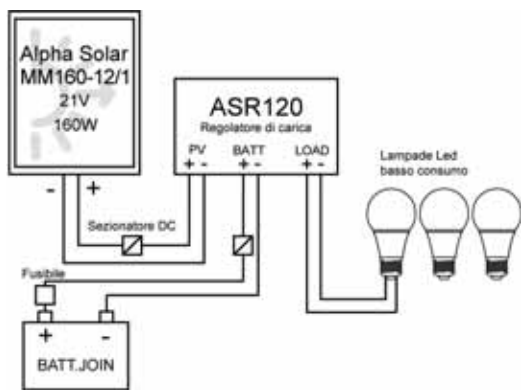 Alpha Solar
MM160-12/1
21V
160W
- +
ASR120
Regolatore di carica
PV BATT LOAD
+ - + - + -
Lampade Led
basso consumo
Sezionatore DC
Fusibile
+ -
BATT.JOIN